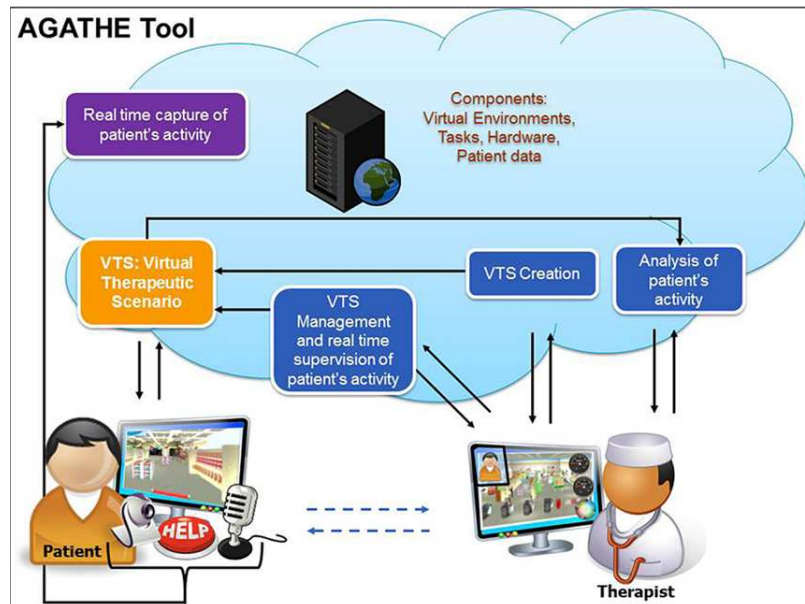 AGATHE Tool
Real time capture of
patient's activity
Components:
Virtual Environments,
Tasks, Hardware,
Patient data
VTS: Virtual
Therapeutic
Scenario
VTS Creation
Analysis of
patient's
activity
VTS
Management
and real time
supervision of
patient's activity
HELP
Patient
Therapist